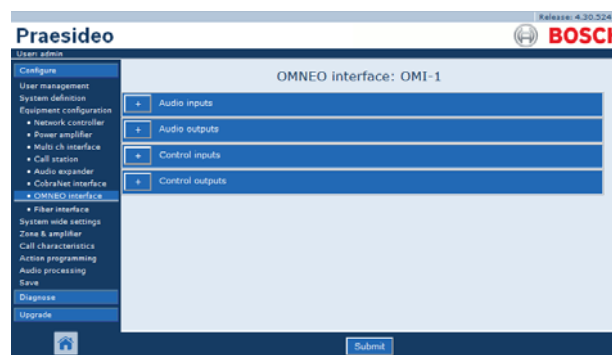 Release: 4.30.524
Praesideo
BOSCH
User: admin
Configure
User management
System definition
Equipment configuration
• Network controller
• Power amplifier
• Multi ch interface
• Call station
• Audio expander
• CobraNet interface
• OMNEO interface
• Fiber interface
System wide settings
Zone & amplifier
Call characteristics
Action programming
Audio processing
Save
Diagnose
Upgrade
OMNEO interface: OMI-1
+ Audio inputs
+ Audio outputs
+ Control inputs
+ Control outputs
Submit